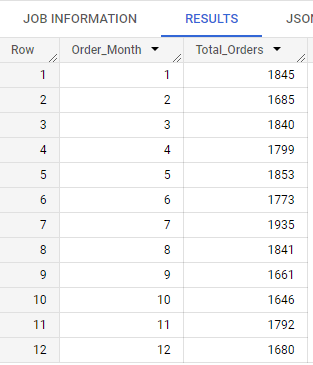 JOB INFORMATION RESULTS JSON
Row Order_Month Total_Orders
1 1 1845
2 2 1685
3 3 1840
4 4 1799
5 5 1853
6 6 1773
7 7 1935
8 8 1841
9 9 1661
10 10 1646
11 11 1792
12 12 1680